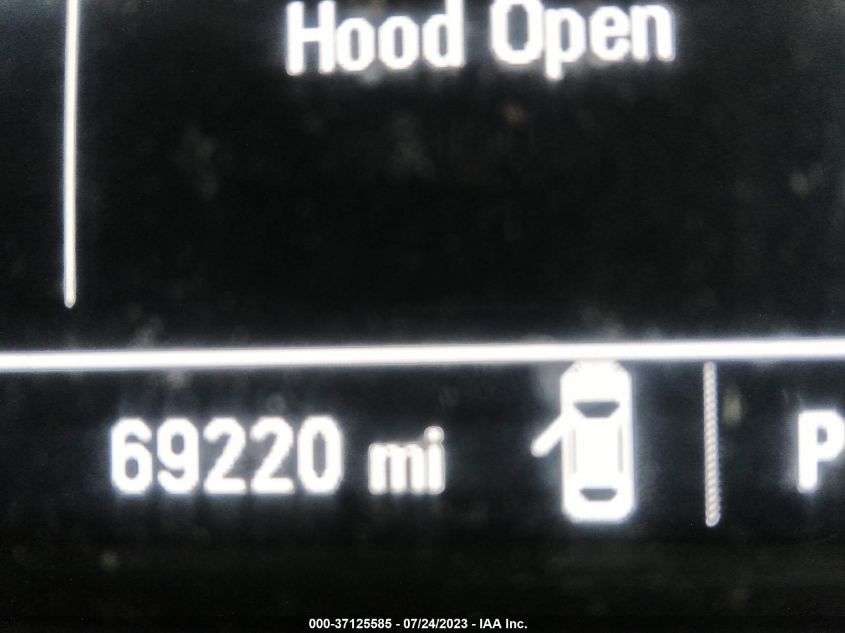 Hood Open
69220 mi
P
000-37125585 - 07/24/2023 - IAA Inc.